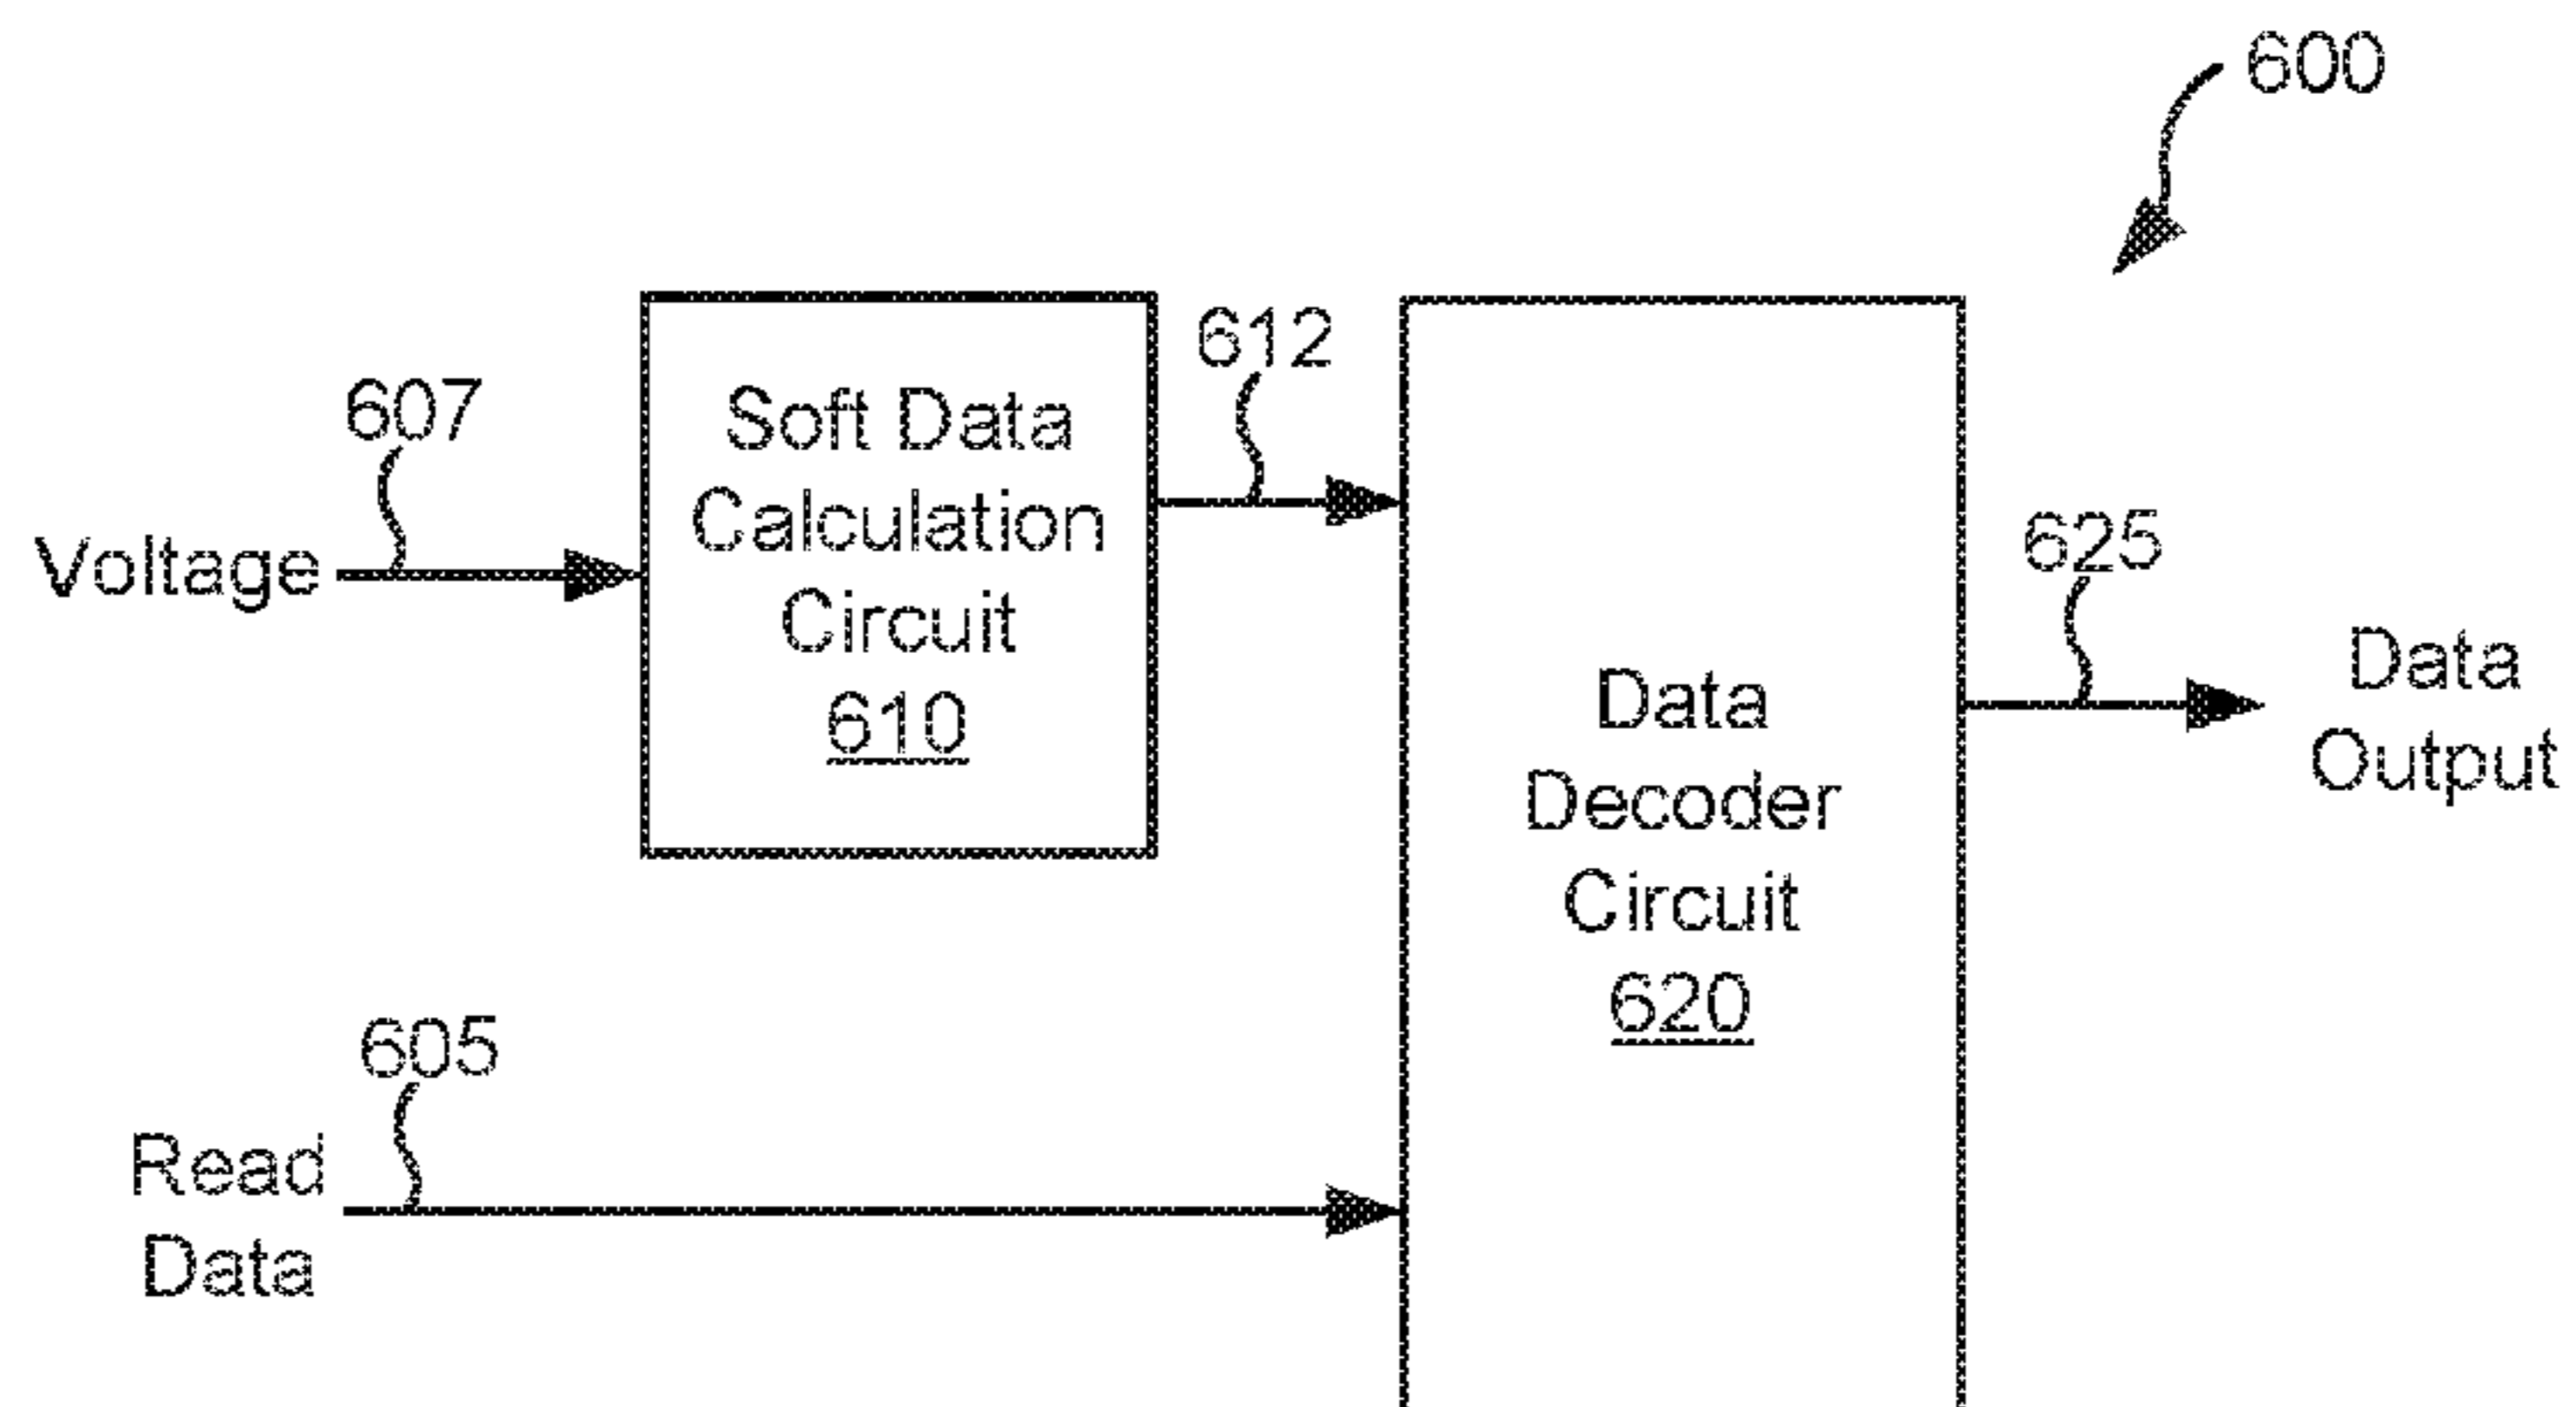 600
607
Voltage
Soft Data
Calculation
Circuit
610
612
Data
Decoder
Circuit
620
625
Data
Output
605
Read
Data